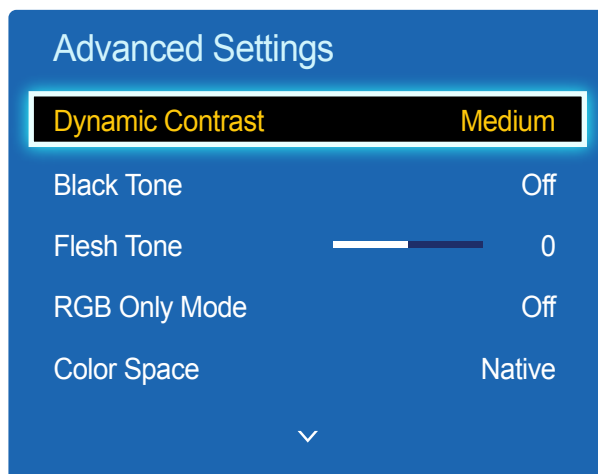 Advanced Settings
Dynamic Contrast Medium
Black Tone Off
Flesh Tone 0
RGB Only Mode Off
Color Space Native